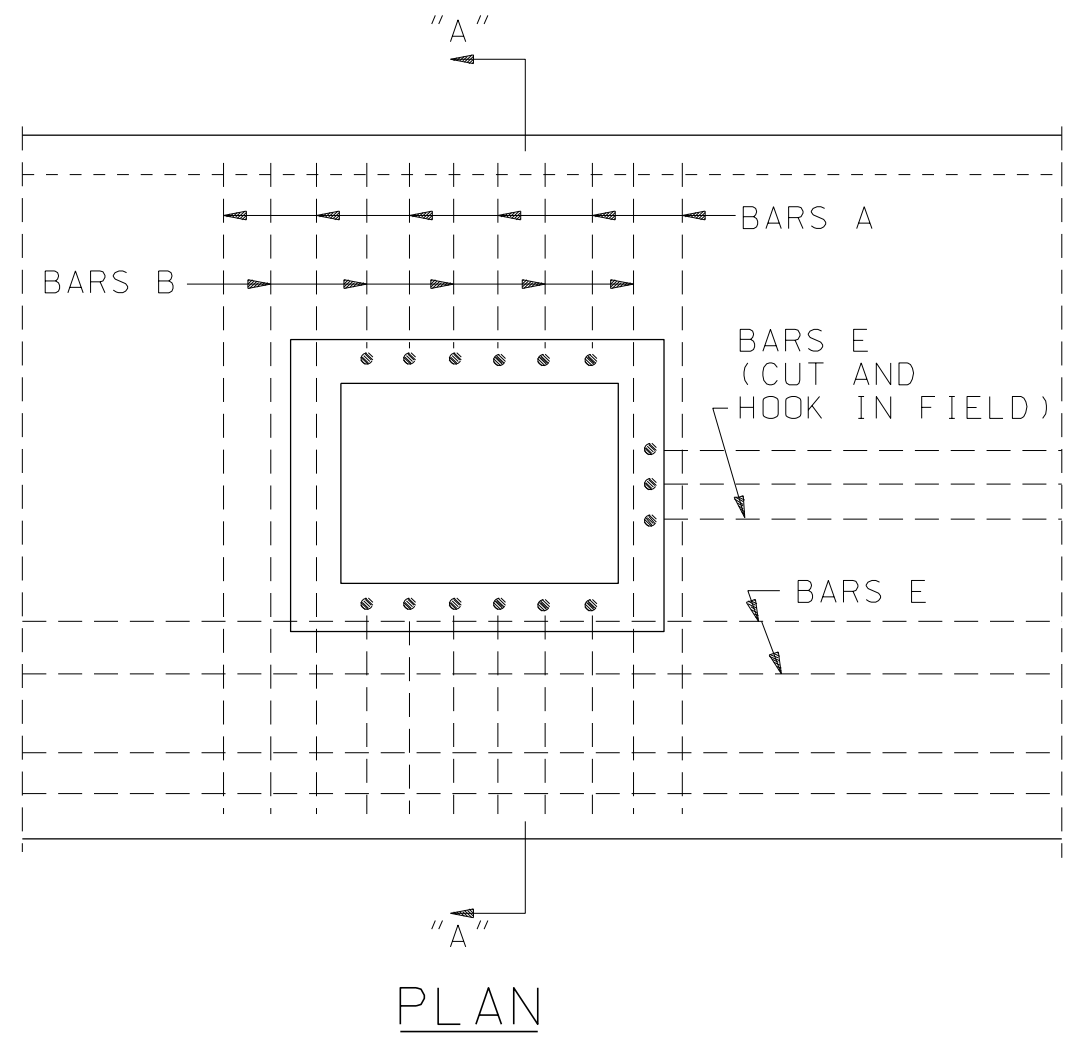 "A"
BARS A
BARS B
BARS E
(CUT AND
HOOK IN FIELD)
BARS E
"A"
PLAN